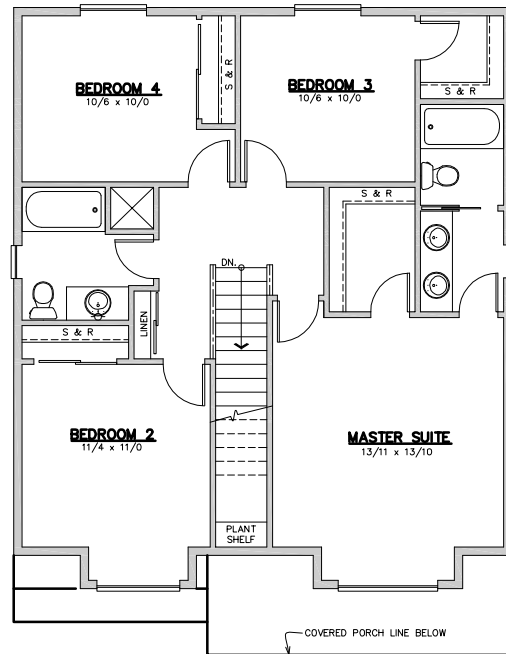 BEDROOM 4
10/6 x 10/0
S & R
BEDROOM 3
10/6 x 10/0
S & R
S & R
DN.
LINEN
S & R
BEDROOM 2
11/4 x 11/0
MASTER SUITE
13/11 x 13/10
PLANT
SHELF
COVERED PORCH LINE BELOW